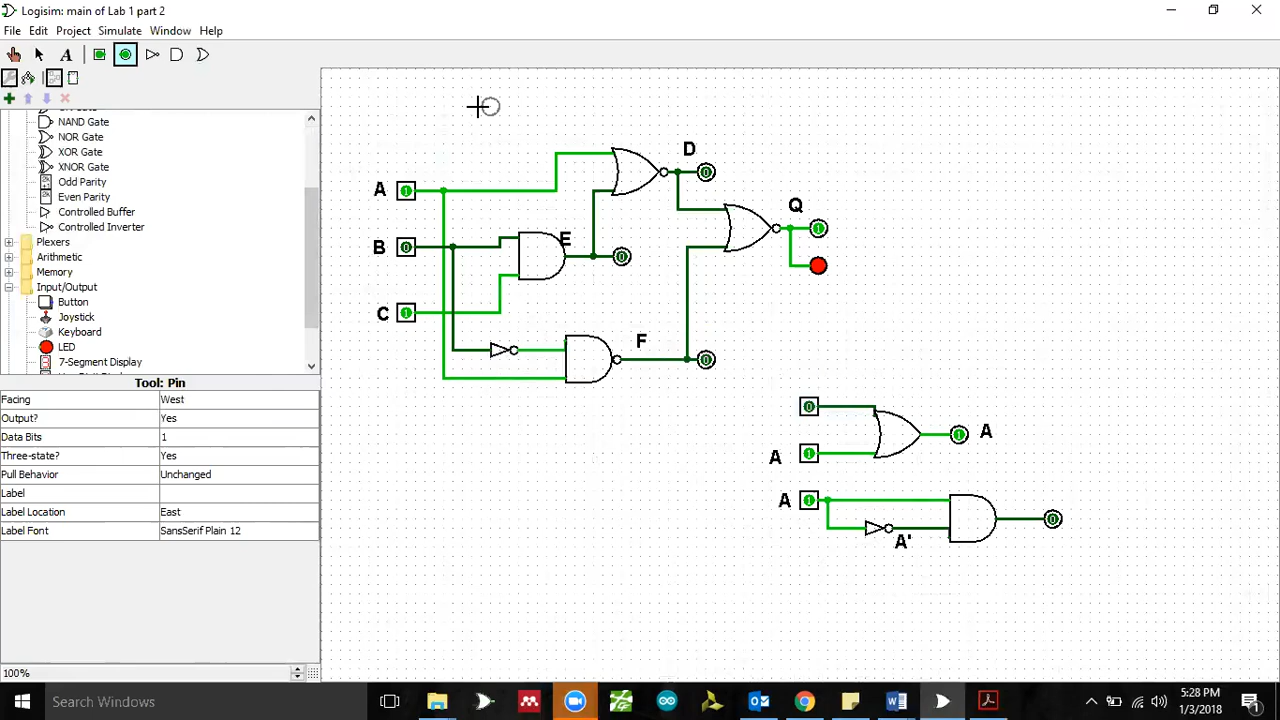 Logisim: main of Lab 1 part 2
File Edit Project Simulate Window Help
A
NAND Gate
NOR Gate
XOR Gate
XNOR Gate
Odd Parity
Even Parity
Controlled Buffer
Controlled Inverter
Plexers
Arithmetic
Memory
Input/Output
Button
Joystick
Keyboard
LED
7-Segment Display
Tool: Pin
Facing West
Output? Yes
Data Bits 1
Three-state? Yes
Pull Behavior Unchanged
Label
Label Location East
Label Font SansSerif Plain 12
100%
D
0
A 1
Q
1
B 0
E
0
C 1
F
0
0
1 A
A 1
A 1
0
A'
Search Windows
5:28 PM
1/3/2018
1